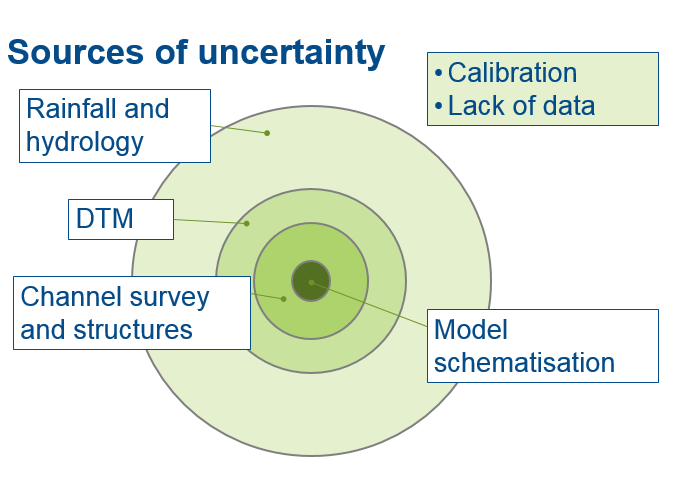 Sources of uncertainty
• Calibration
• Lack of data
Rainfall and
hydrology
DTM
Channel survey
and structures
Model
schematisation